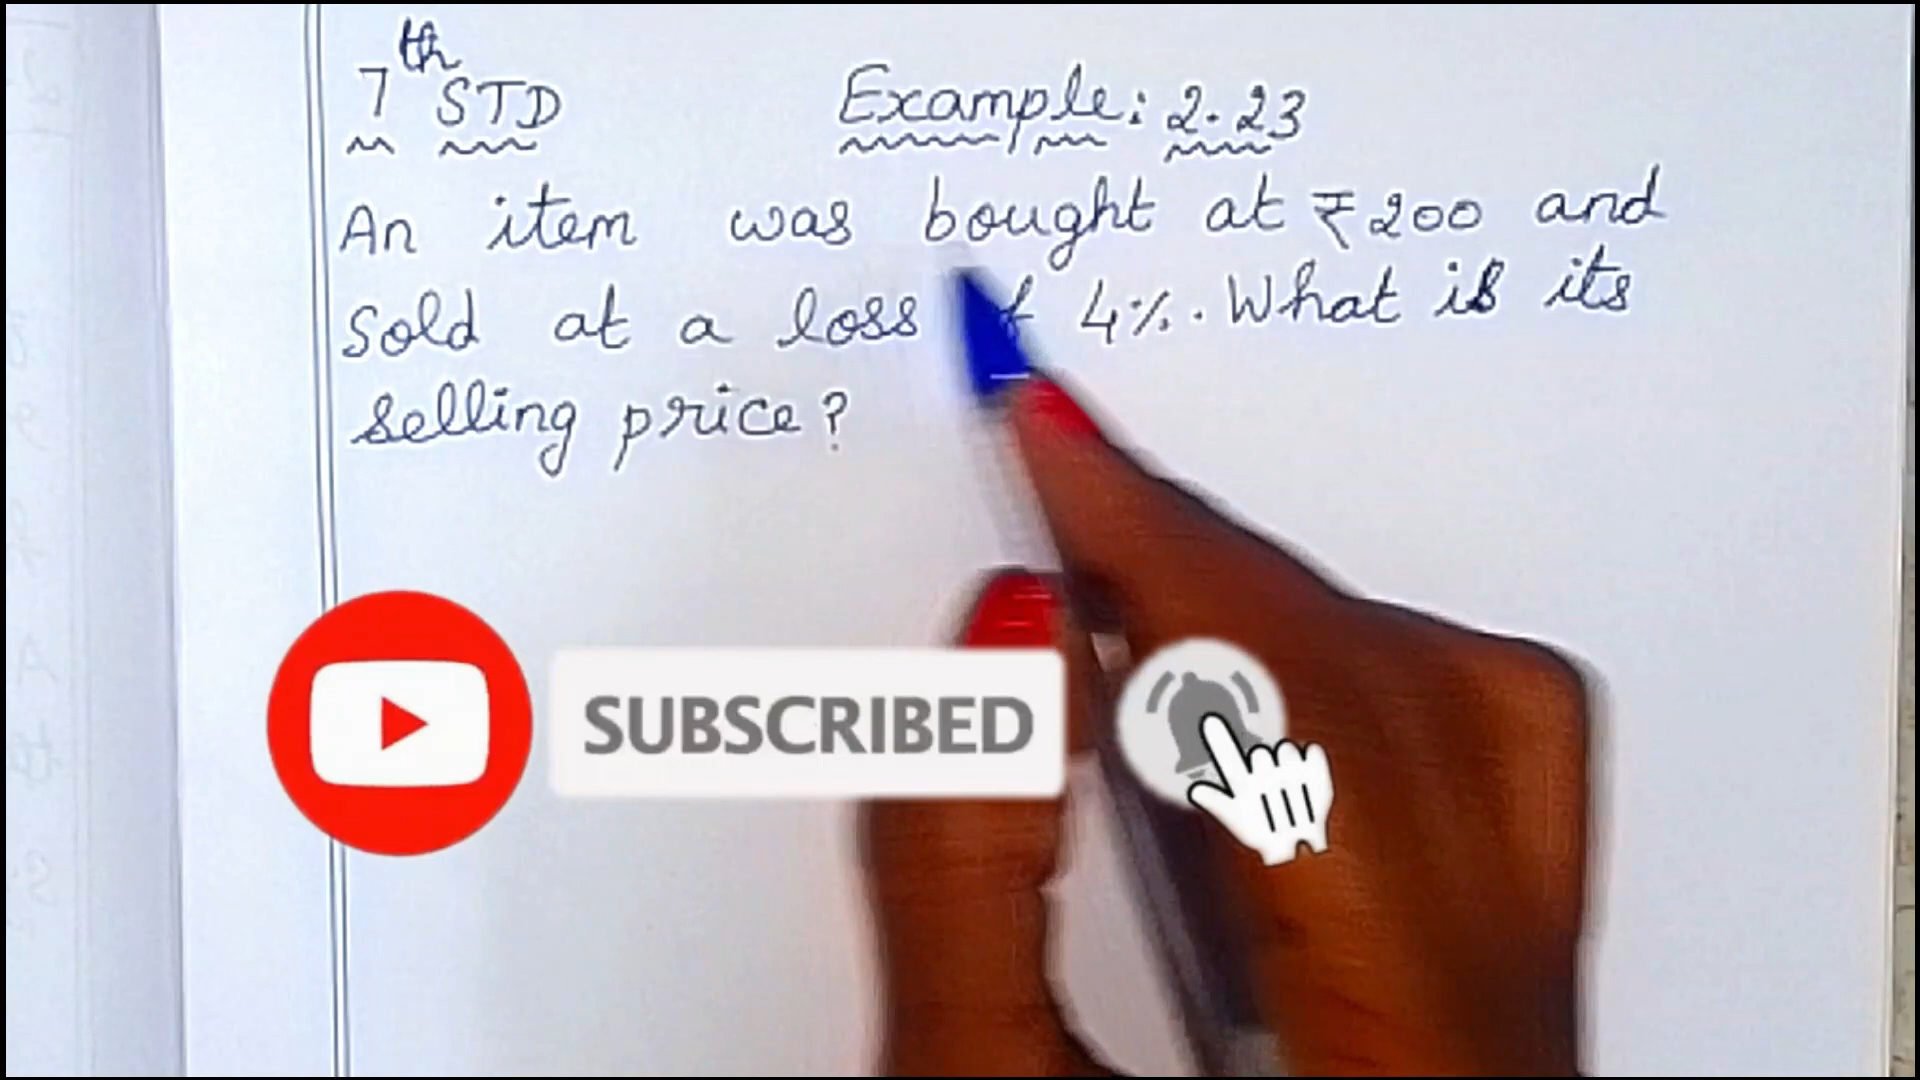 7th STD Example: 2.23
An item was bought at ₹200 and
sold at a loss 4%. What is its
selling price?
SUBSCRIBED